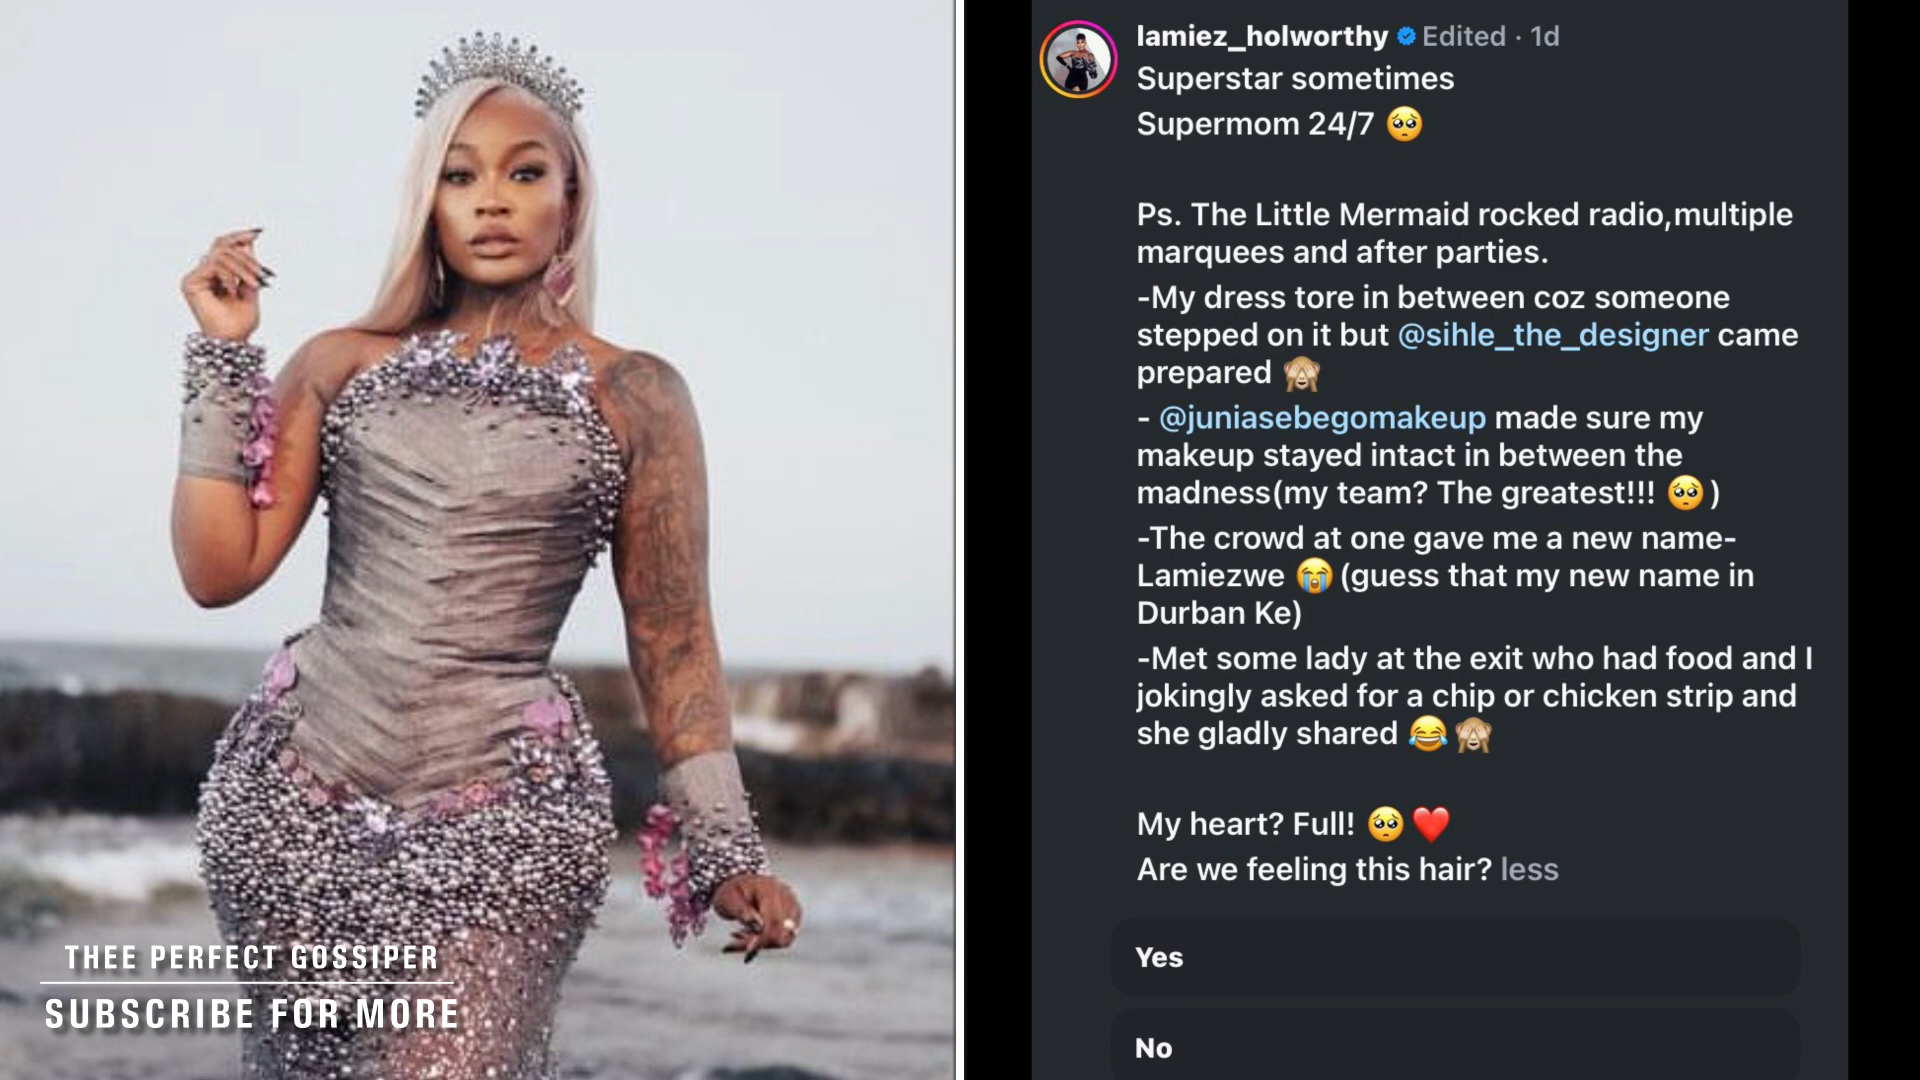 THEE PERFECT GOSSIPER
SUBSCRIBE FOR MORE
lamiez_holworthy Edited · 1d
Superstar sometimes
Supermom 24/7 🥺
Ps. The Little Mermaid rocked radio,multiple
marquees and after parties.
-My dress tore in between coz someone
stepped on it but @sihle_the_designer came
prepared 🙈
- @juniasebegomakeup made sure my
makeup stayed intact in between the
madness(my team? The greatest!!! 🥺 )
-The crowd at one gave me a new name-
Lamiezwe 😭 (guess that my new name in
Durban Ke)
-Met some lady at the exit who had food and I
jokingly asked for a chip or chicken strip and
she gladly shared 😂🙈
My heart? Full! 🥺❤️
Are we feeling this hair? less
Yes
No